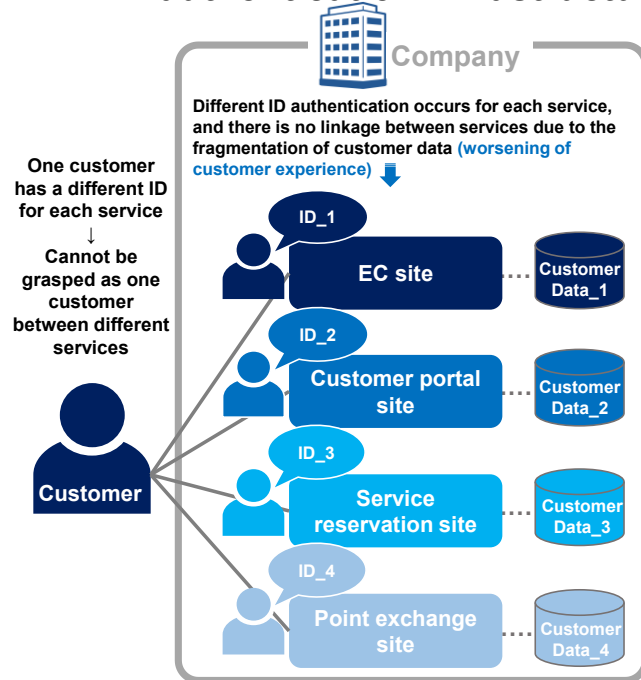 Company
Different ID authentication occurs for each service,
and there is no linkage between services due to the
fragmentation of customer data (worsening of
customer experience)
One customer
has a different ID
for each service
↓
Cannot be
grasped as one
customer
between different
services
Customer
ID_1
EC site
Customer
Data_1
ID_2
Customer portal
site
Customer
Data_2
ID_3
Service
reservation site
Customer
Data_3
ID_4
Point exchange
site
Customer
Data_4